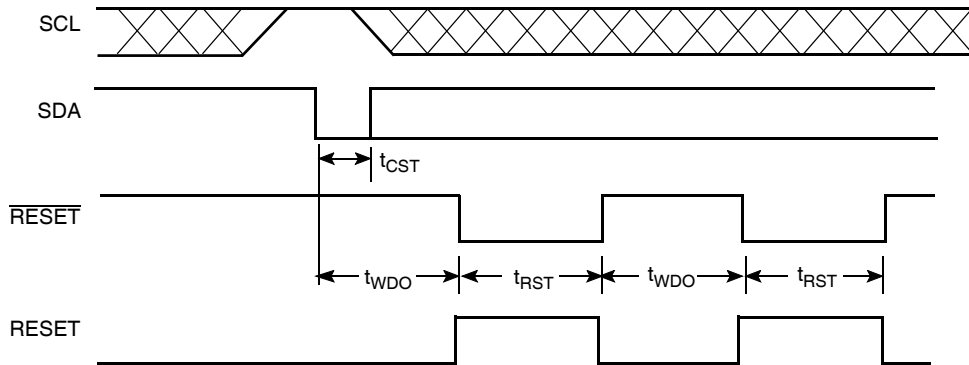 SCL
SDA
tCST
RESET
tWDO tRST tWDO tRST
RESET